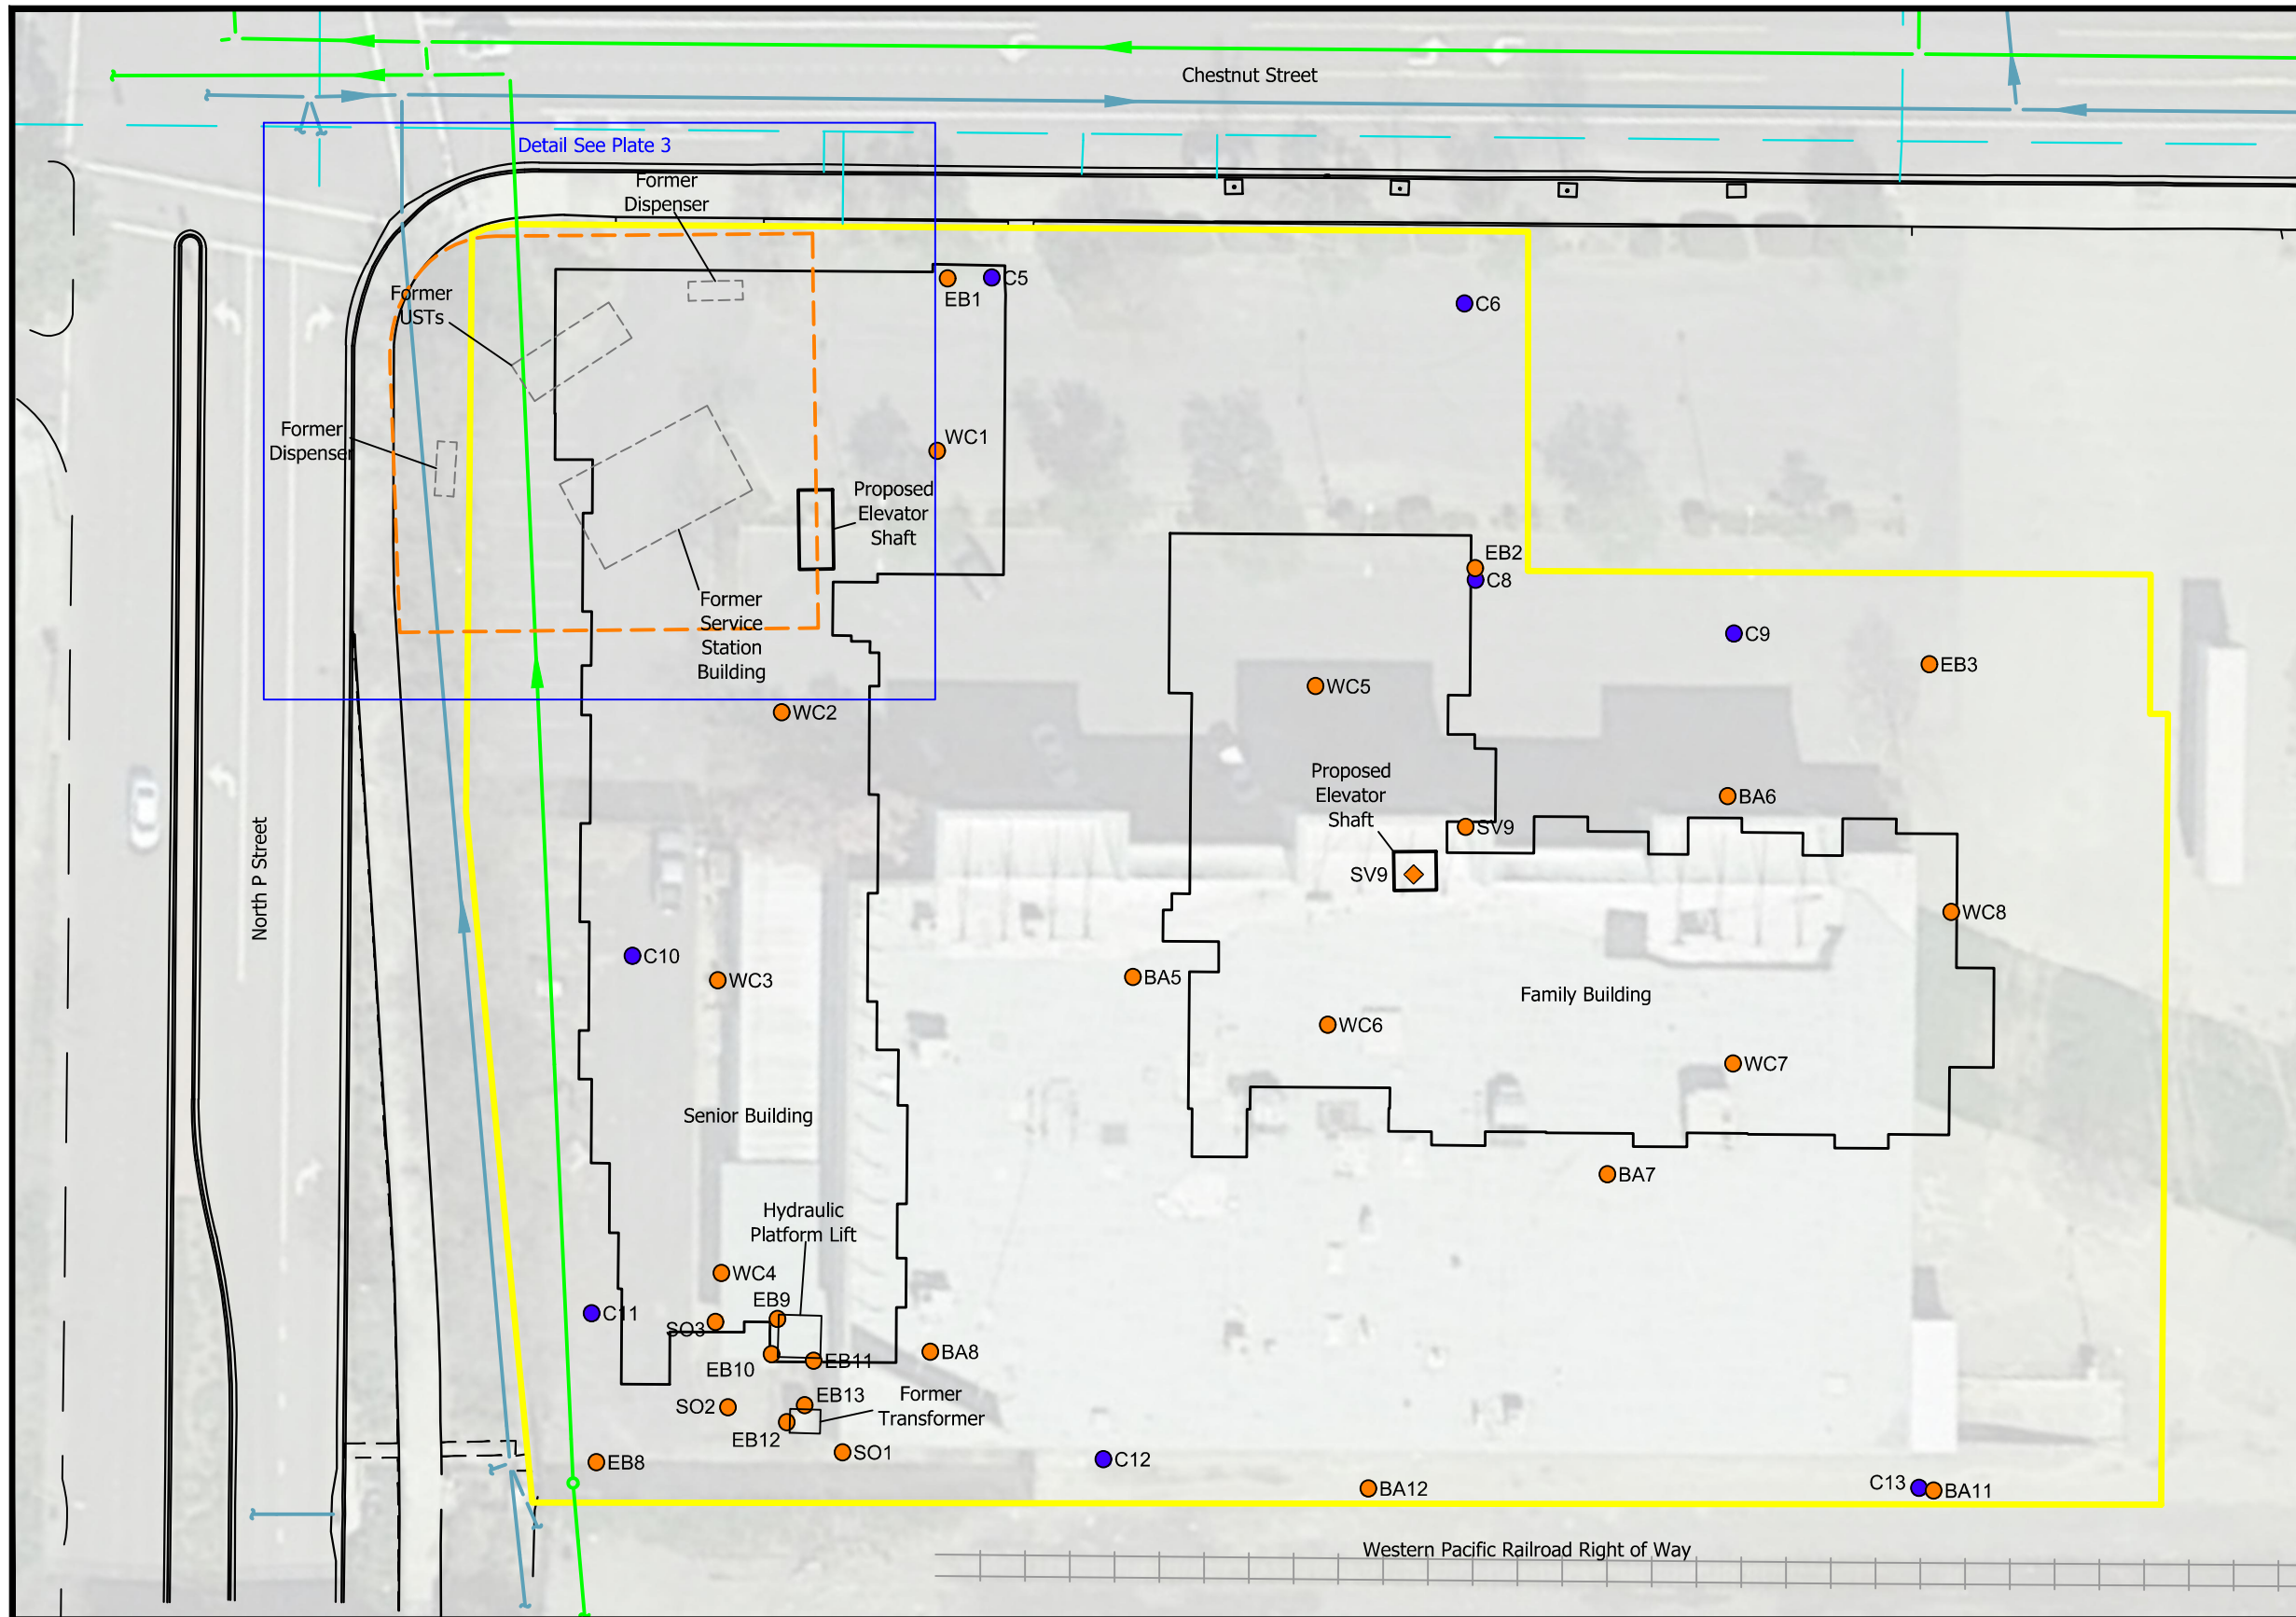 Chestnut Street
Detail See Plate 3
Former
Dispenser
Former
USTs
EB1
C5
C6
Former
Dispenser
WC1
Proposed
Elevator
Shaft
EB2
C8
Former
Service
Station
Building
C9
EB3
WC5
WC2
Proposed
Elevator
Shaft
BA6
SV9
SV9
North P Street
WC8
C10
WC3
BA5
Family Building
WC6
WC7
Senior Building
BA7
Hydraulic
Platform Lift
WC4
EB9
C11
SO3
EB10
EB11
BA8
EB13
Former
Transformer
SO2
EB12
SO1
EB8
C12
BA12
C13
BA11
Western Pacific Railroad Right of Way